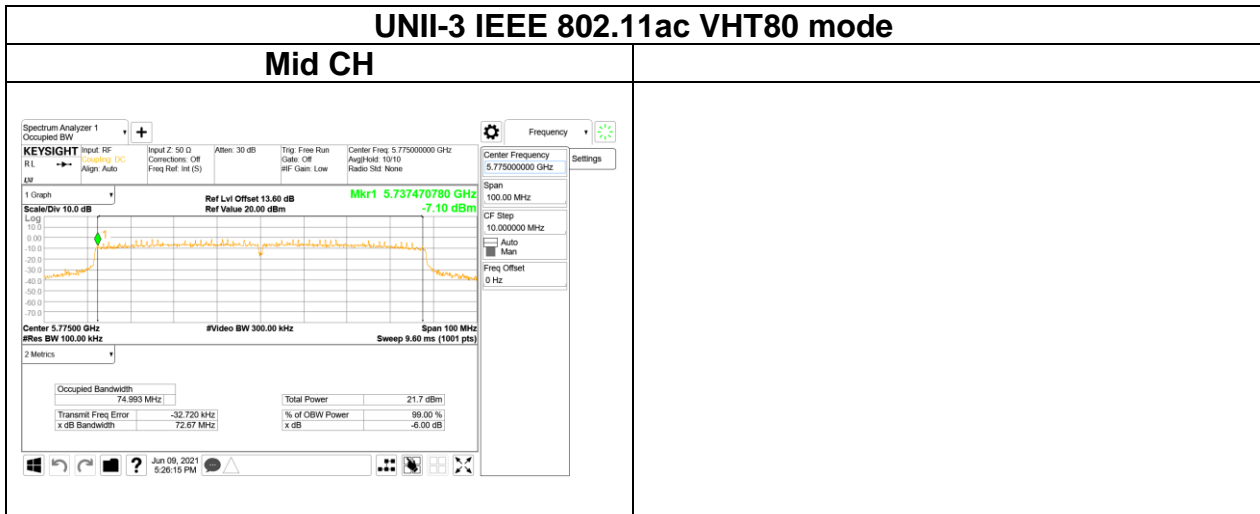 UNII-3 IEEE 802.11ac VHT80 mode
Mid CH
Spectrum Analyzer 1
Occupied BW
Frequency
KEYSIGHT
Input: RF
Coupling: DC
Align: Auto
Input Z: 50 Ω
Corrections: Off
Freq Ref: Int (S)
Atten: 30 dB
Trig: Free Run
Gate: Off
#IF Gain: Low
Center Freq: 5.775000000 GHz
Avg|Hold: 10/10
Radio Std: None
RL
Center Frequency
5.775000000 GHz
Settings
Span
100.00 MHz
CF Step
10.000000 MHz
Auto
Man
Freq Offset
0 Hz
1 Graph
Scale/Div 10.0 dB
Ref Lvl Offset 13.60 dB
Ref Value 20.00 dBm
Mkr1 5.737470780 GHz
-7.10 dBm
Log
10.0
0.00
-10.0
-20.0
-30.0
-40.0
-50.0
-60.0
-70.0
1
Center 5.77500 GHz
#Video BW 300.00 kHz
Span 100 MHz
#Res BW 100.00 kHz
Sweep 9.60 ms (1001 pts)
2 Metrics
Occupied Bandwidth
74.993 MHz
Total Power 21.7 dBm
Transmit Freq Error -32.720 kHz
% of OBW Power 99.00 %
x dB Bandwidth 72.67 MHz
x dB -6.00 dB
?
Jun 09, 2021
5:26:15 PM